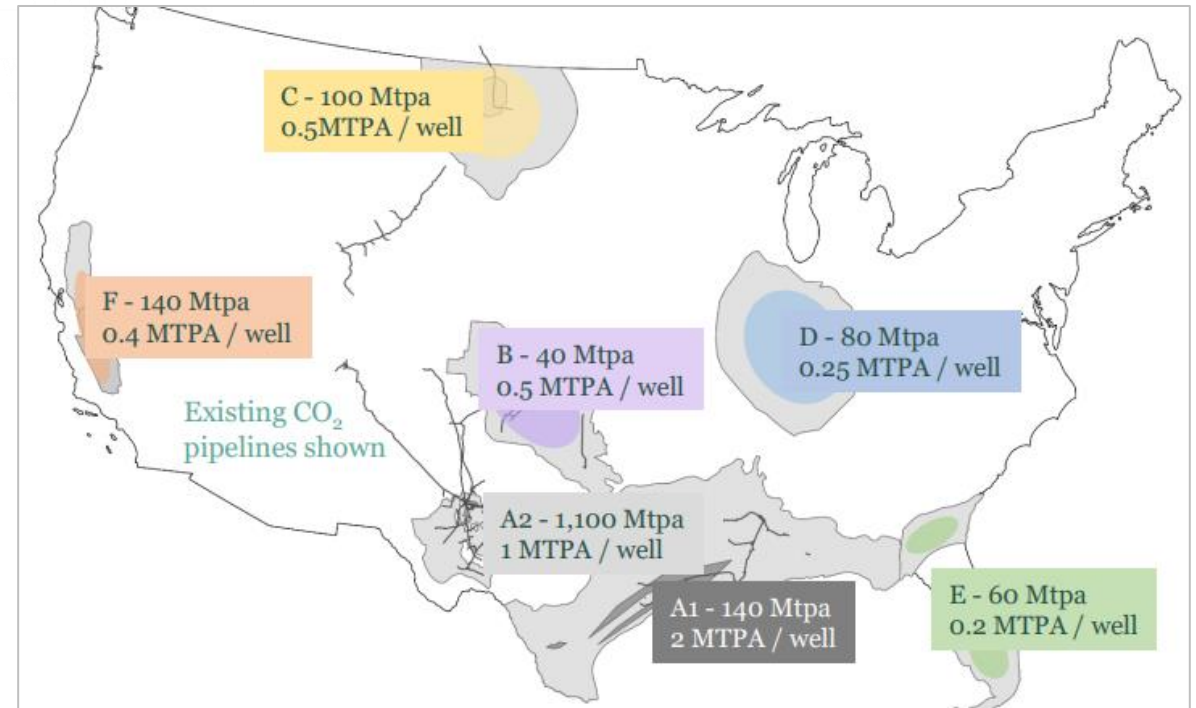 C - 100 Mtpa
0.5MTPA / well
F - 140 Mtpa
0.4 MTPA / well
B - 40 Mtpa
0.5 MTPA / well
D - 80 Mtpa
0.25 MTPA / well
Existing CO₂
pipelines shown
A2 - 1,100 Mtpa
1 MTPA / well
A1 - 140 Mtpa
2 MTPA / well
E - 60 Mtpa
0.2 MTPA / well